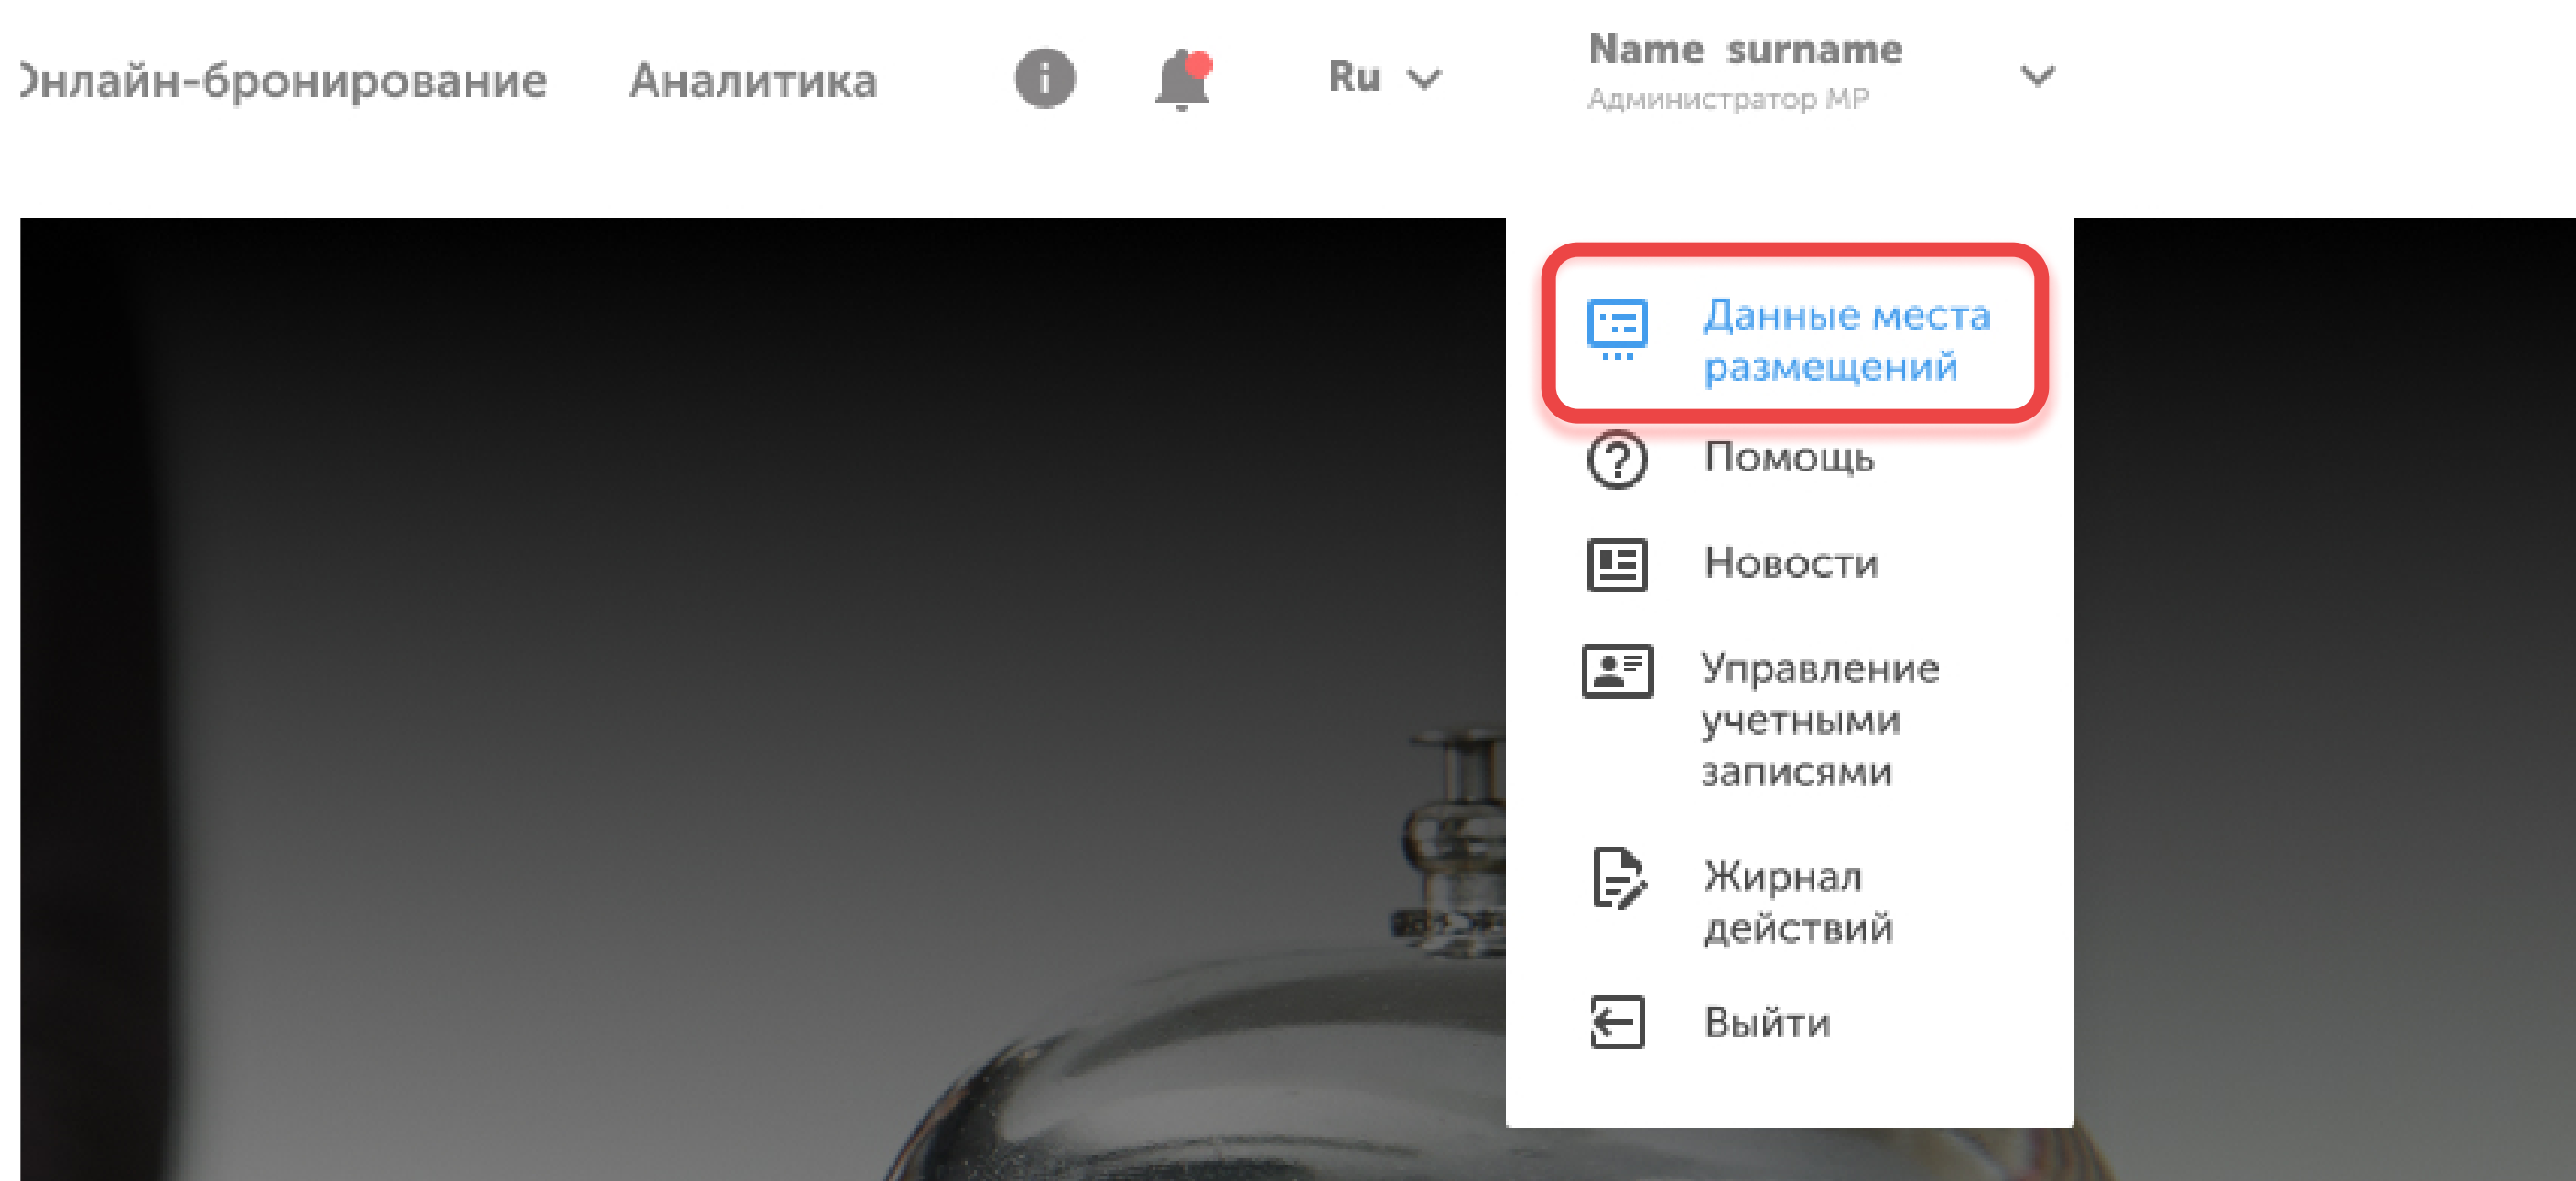 Онлайн-бронирование Аналитика Ru Name surname
Администратор МР
Данные места
размещений
Помощь
Новости
Управление
учетными
записями
Жирнал
действий
Выйти